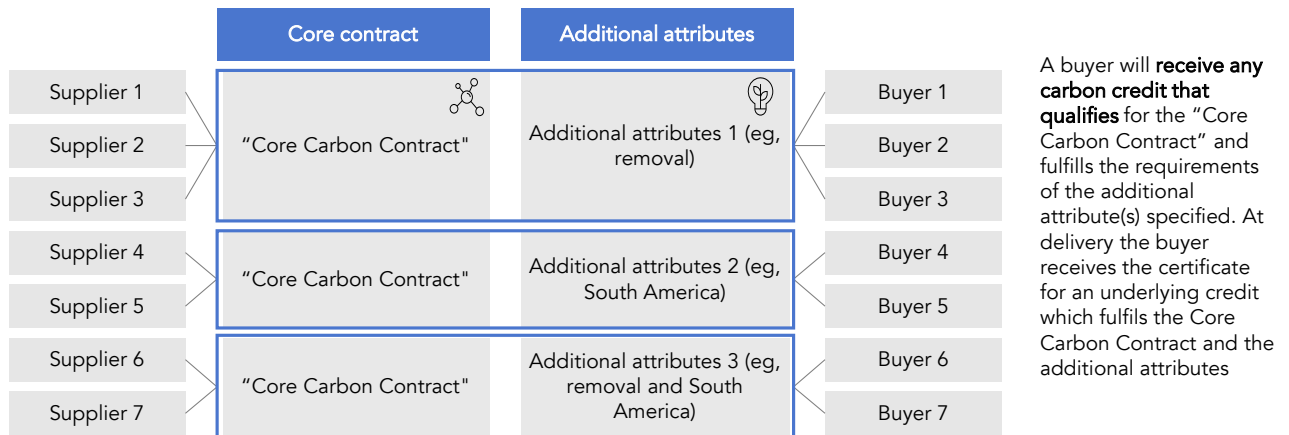 Core contract
Additional attributes
Supplier 1
Supplier 2
Supplier 3
“Core Carbon Contract"
Additional attributes 1 (eg,
removal)
Buyer 1
Buyer 2
Buyer 3
Supplier 4
Supplier 5
“Core Carbon Contract"
Additional attributes 2 (eg,
South America)
Buyer 4
Buyer 5
Supplier 6
Supplier 7
“Core Carbon Contract"
Additional attributes 3 (eg,
removal and South
America)
Buyer 6
Buyer 7
A buyer will receive any
carbon credit that
qualifies for the “Core
Carbon Contract” and
fulfills the requirements
of the additional
attribute(s) specified. At
delivery the buyer
receives the certificate
for an underlying credit
which fulfils the Core
Carbon Contract and the
additional attributes